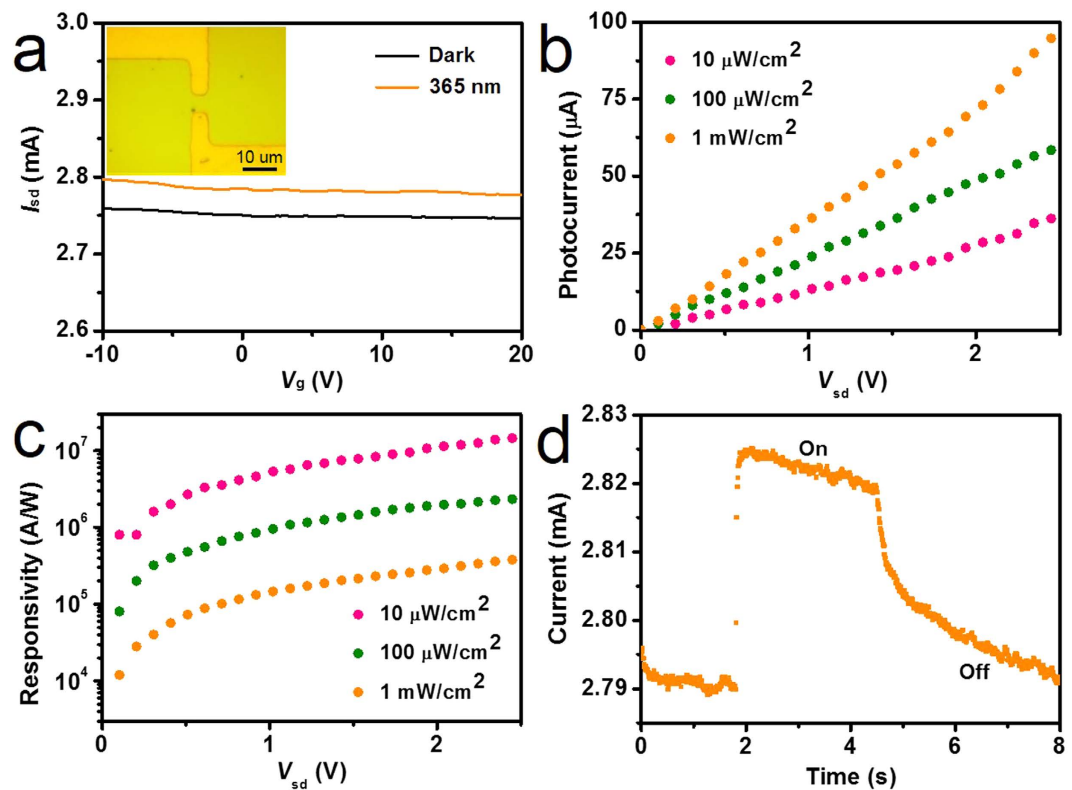 a
3.0
2.9
2.8
2.7
2.6
I_sd (mA)
Dark
365 nm
10 um
-10
0
10
20
V_g (V)
b
100
75
50
25
0
Photocurrent (μA)
10 μW/cm²
100 μW/cm²
1 mW/cm²
0
1
2
V_sd (V)
c
10⁷
10⁶
10⁵
10⁴
Responsivity (A/W)
10 μW/cm²
100 μW/cm²
1 mW/cm²
0
1
2
V_sd (V)
d
2.83
2.82
2.81
2.80
2.79
Current (mA)
On
Off
0
2
4
6
8
Time (s)